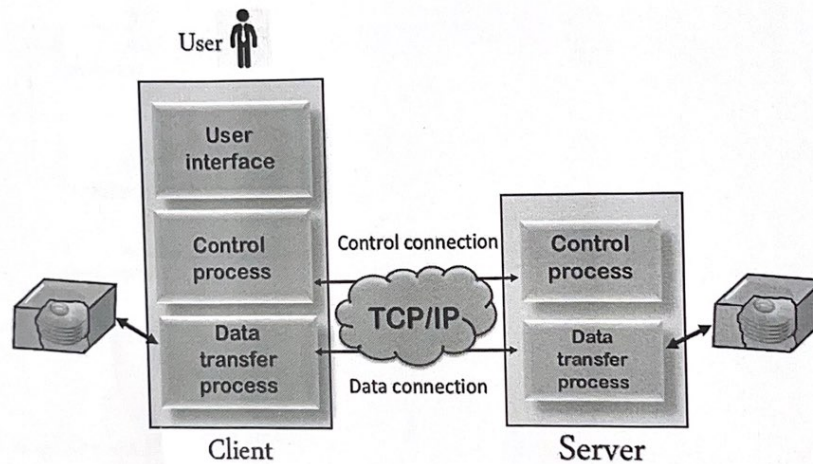 User
User
interface
Control
process
Data
transfer
process
Client
Control connection
TCP/IP
Data connection
Control
process
Data
transfer
process
Server